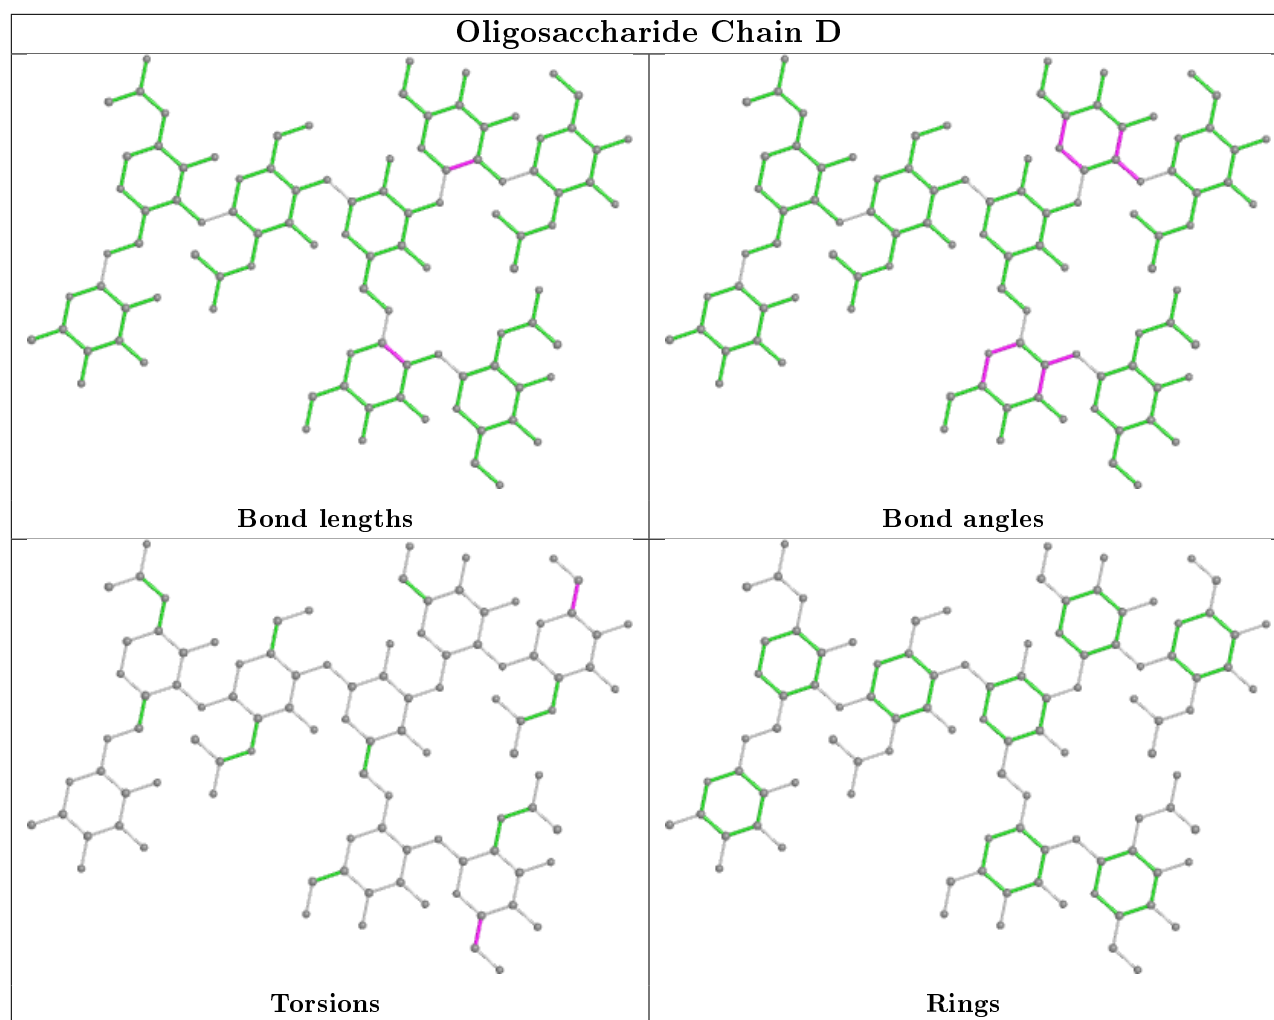 Oligosaccharide Chain D
Bond lengths
Bond angles
Torsions
Rings